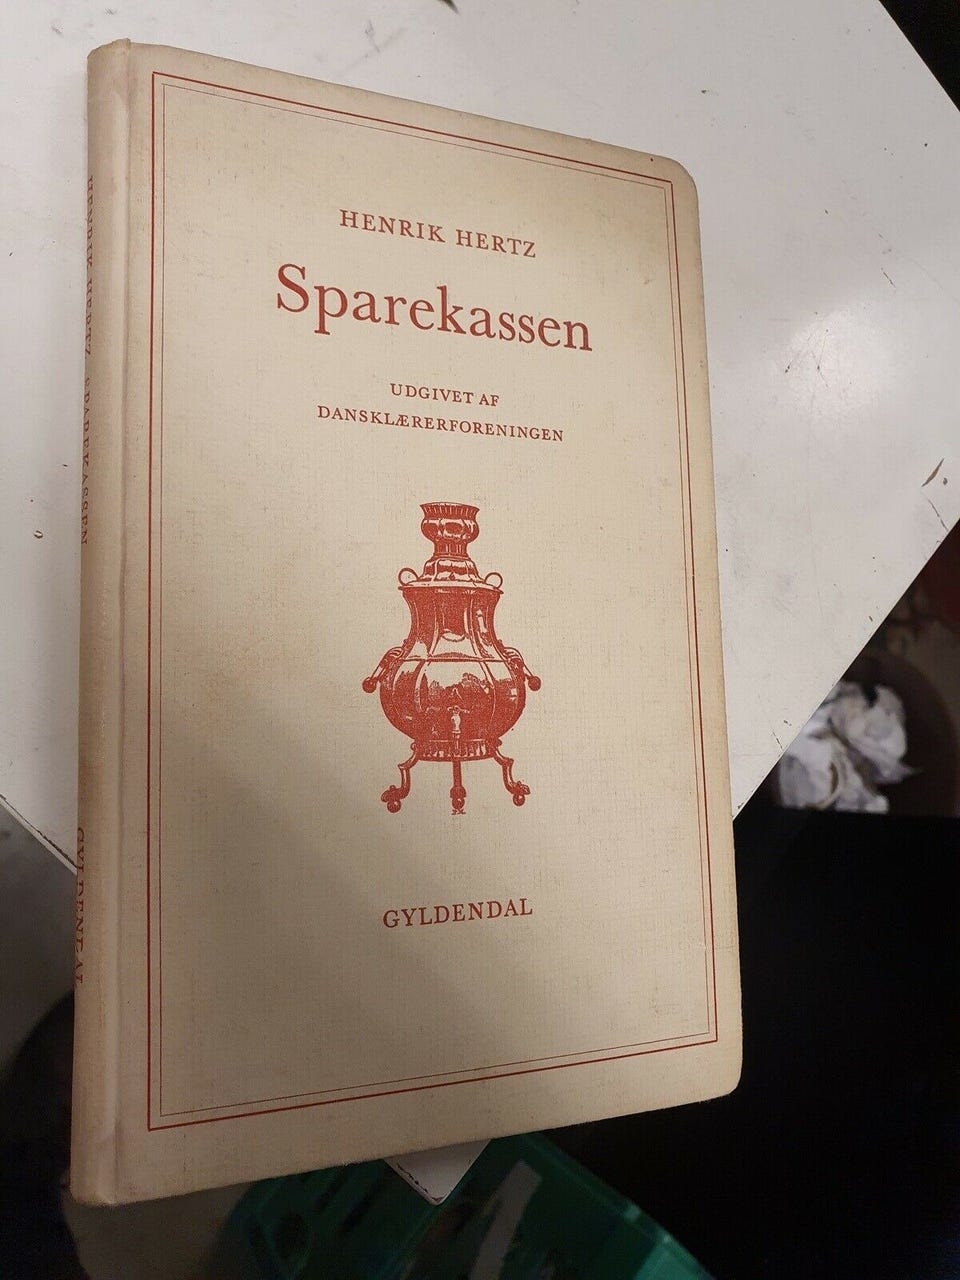 HENRIK HERTZ
Sparekassen
UDGIVET AF
DANSKLÆRERFORENINGEN
GYLDENDAL
HENRIK HERTZ SPAREKASSEN
GYLDENDAL